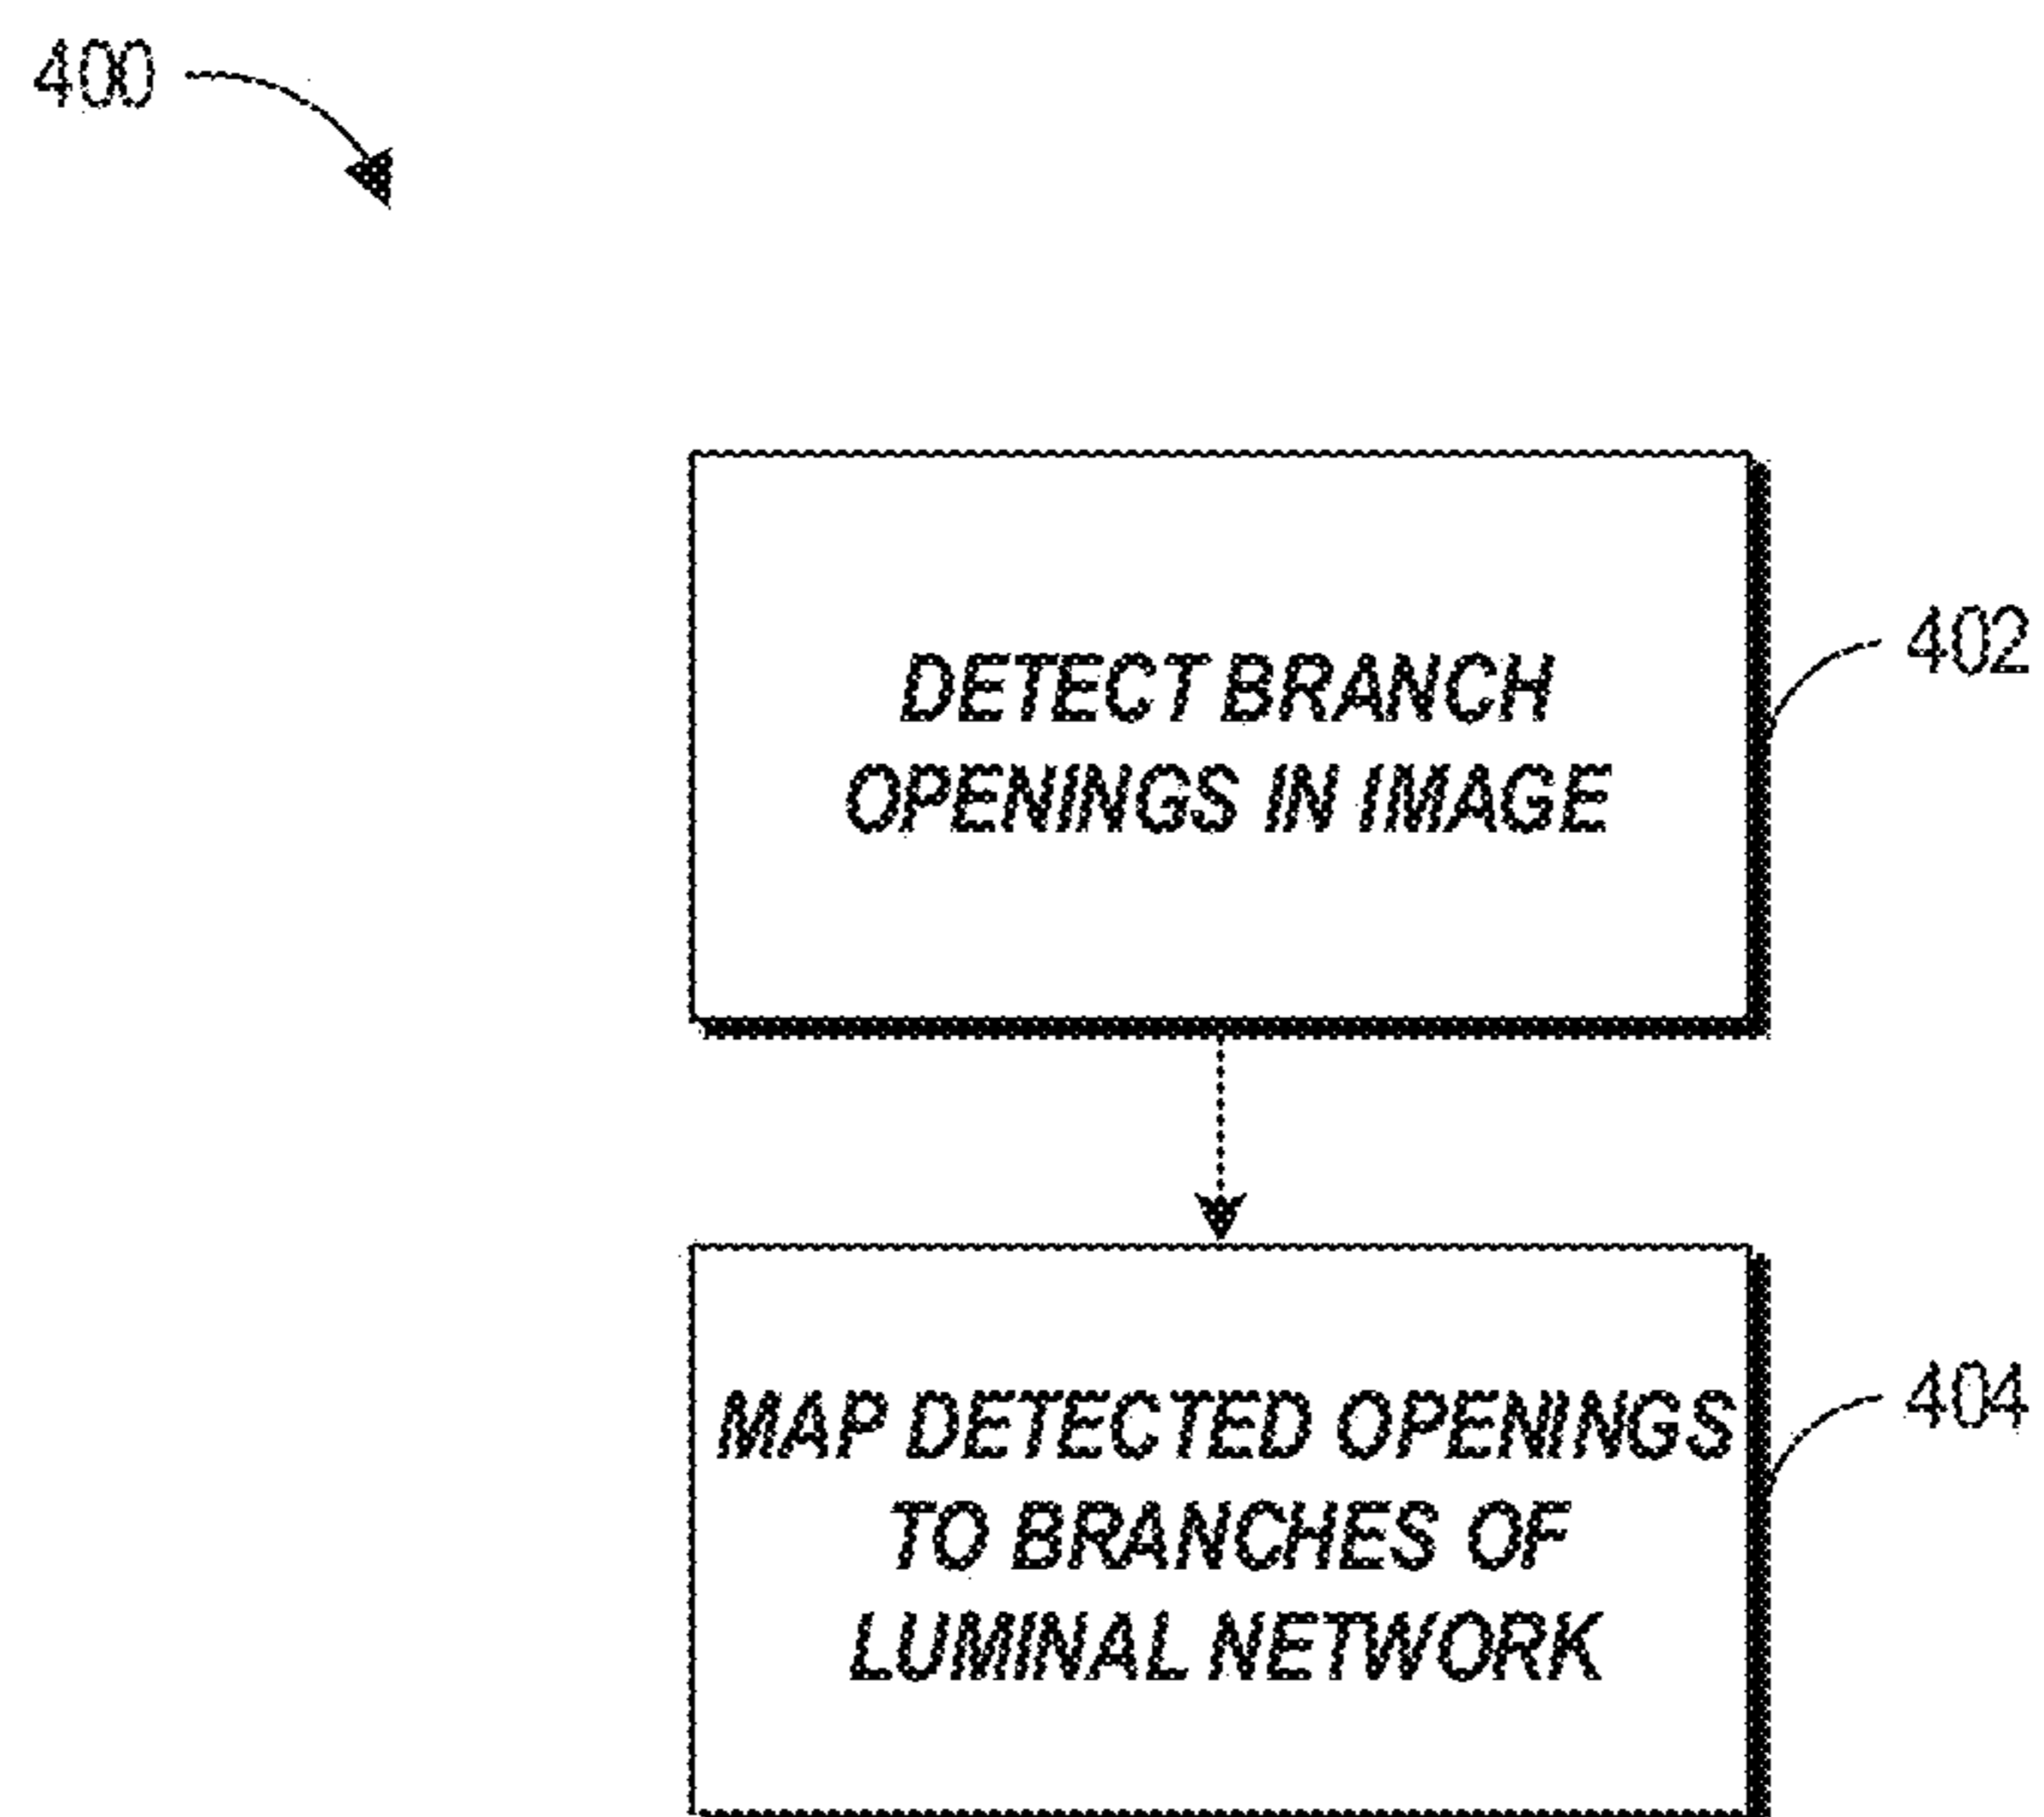 400
DETECT BRANCH
OPENINGS IN IMAGE
402
MAP DETECTED OPENINGS
TO BRANCHES OF
LUMINAL NETWORK
404